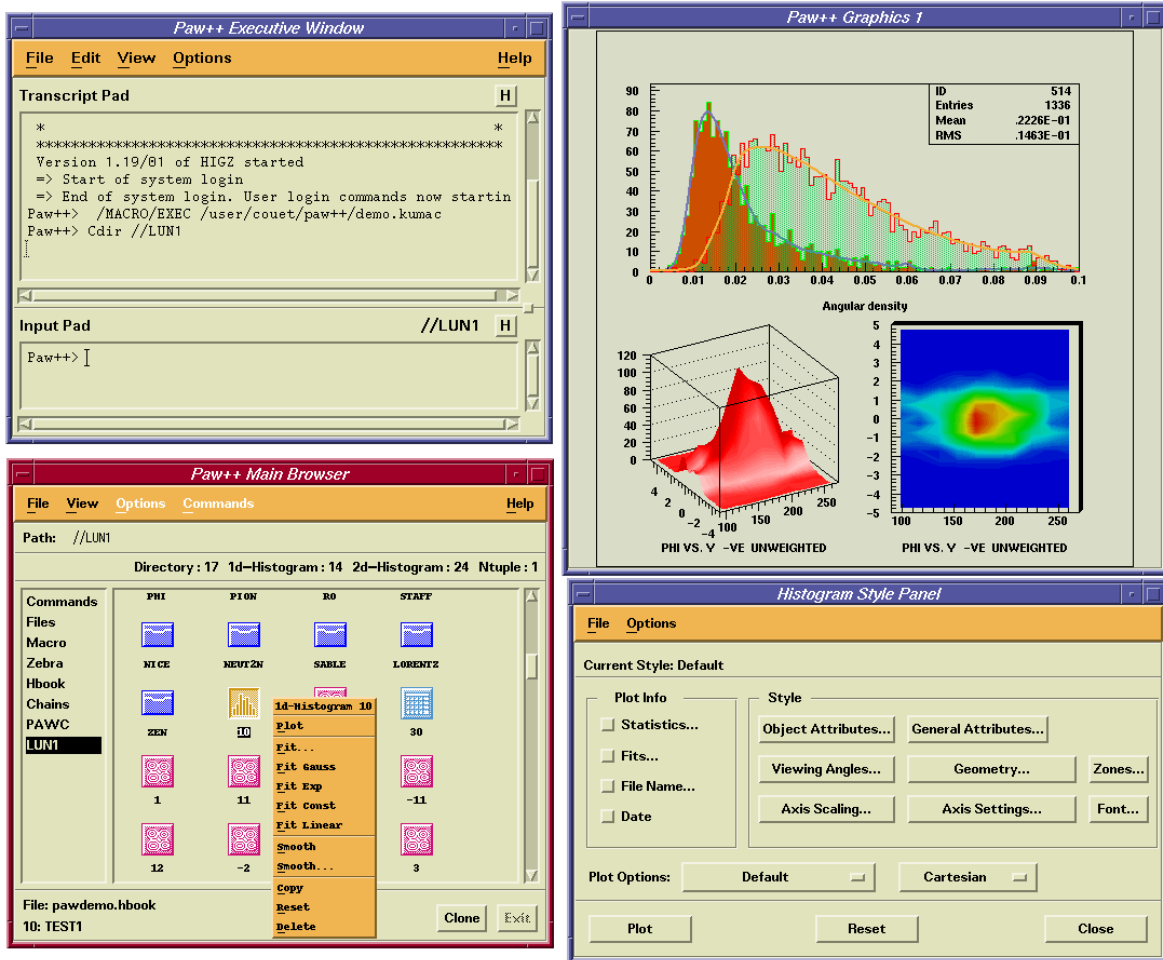 Paw++ Executive Window
File Edit View Options Help
Transcript Pad H
* *
******************************************************************
Version 1.19/01 of HIGZ started
=> Start of system login
=> End of system login. User login commands now startin
Paw++> /MACRO/EXEC /user/couet/paw++/demo.kumac
Paw++> Cdir //LUN1
Input Pad //LUN1 H
Paw++>
Paw++ Graphics 1
ID 514
Entries 1336
Mean .2226E-01
RMS .1463E-01
90
80
70
60
50
40
30
20
10
0
0 0.01 0.02 0.03 0.04 0.05 0.06 0.07 0.08 0.09 0.1
Angular density
120
100
80
60
40
20
0
4 2 0 -2 -4
100 150 200 250
PHI VS. Y -VE UNWEIGHTED
5
4
3
2
1
0
-1
-2
-3
-4
-5
100 150 200 250
PHI VS. Y -VE UNWEIGHTED
Paw++ Main Browser
File View Options Commands Help
Path: //LUN1
Directory : 17 1d-Histogram : 14 2d-Histogram : 24 Ntuple : 1
Commands
Files
Macro
Zebra
Hbook
Chains
PAWC
LUN1
PHI PION RO STAFF
NICE NEUT2N SABLE LORENTZ
ZEN 10 30
1 11 -11
12 -2 3
1d-Histogram 10
Plot
Fit...
Fit Gauss
Fit Exp
Fit Const
Fit Linear
Smooth
Smooth...
Copy
Reset
Delete
File: pawdemo.hbook
10: TEST1
Clone Exit
Histogram Style Panel
File Options
Current Style: Default
Plot Info
Statistics...
Fits...
File Name...
Date
Style
Object Attributes... General Attributes...
Viewing Angles... Geometry... Zones...
Axis Scaling... Axis Settings... Font...
Plot Options: Default Cartesian
Plot Reset Close